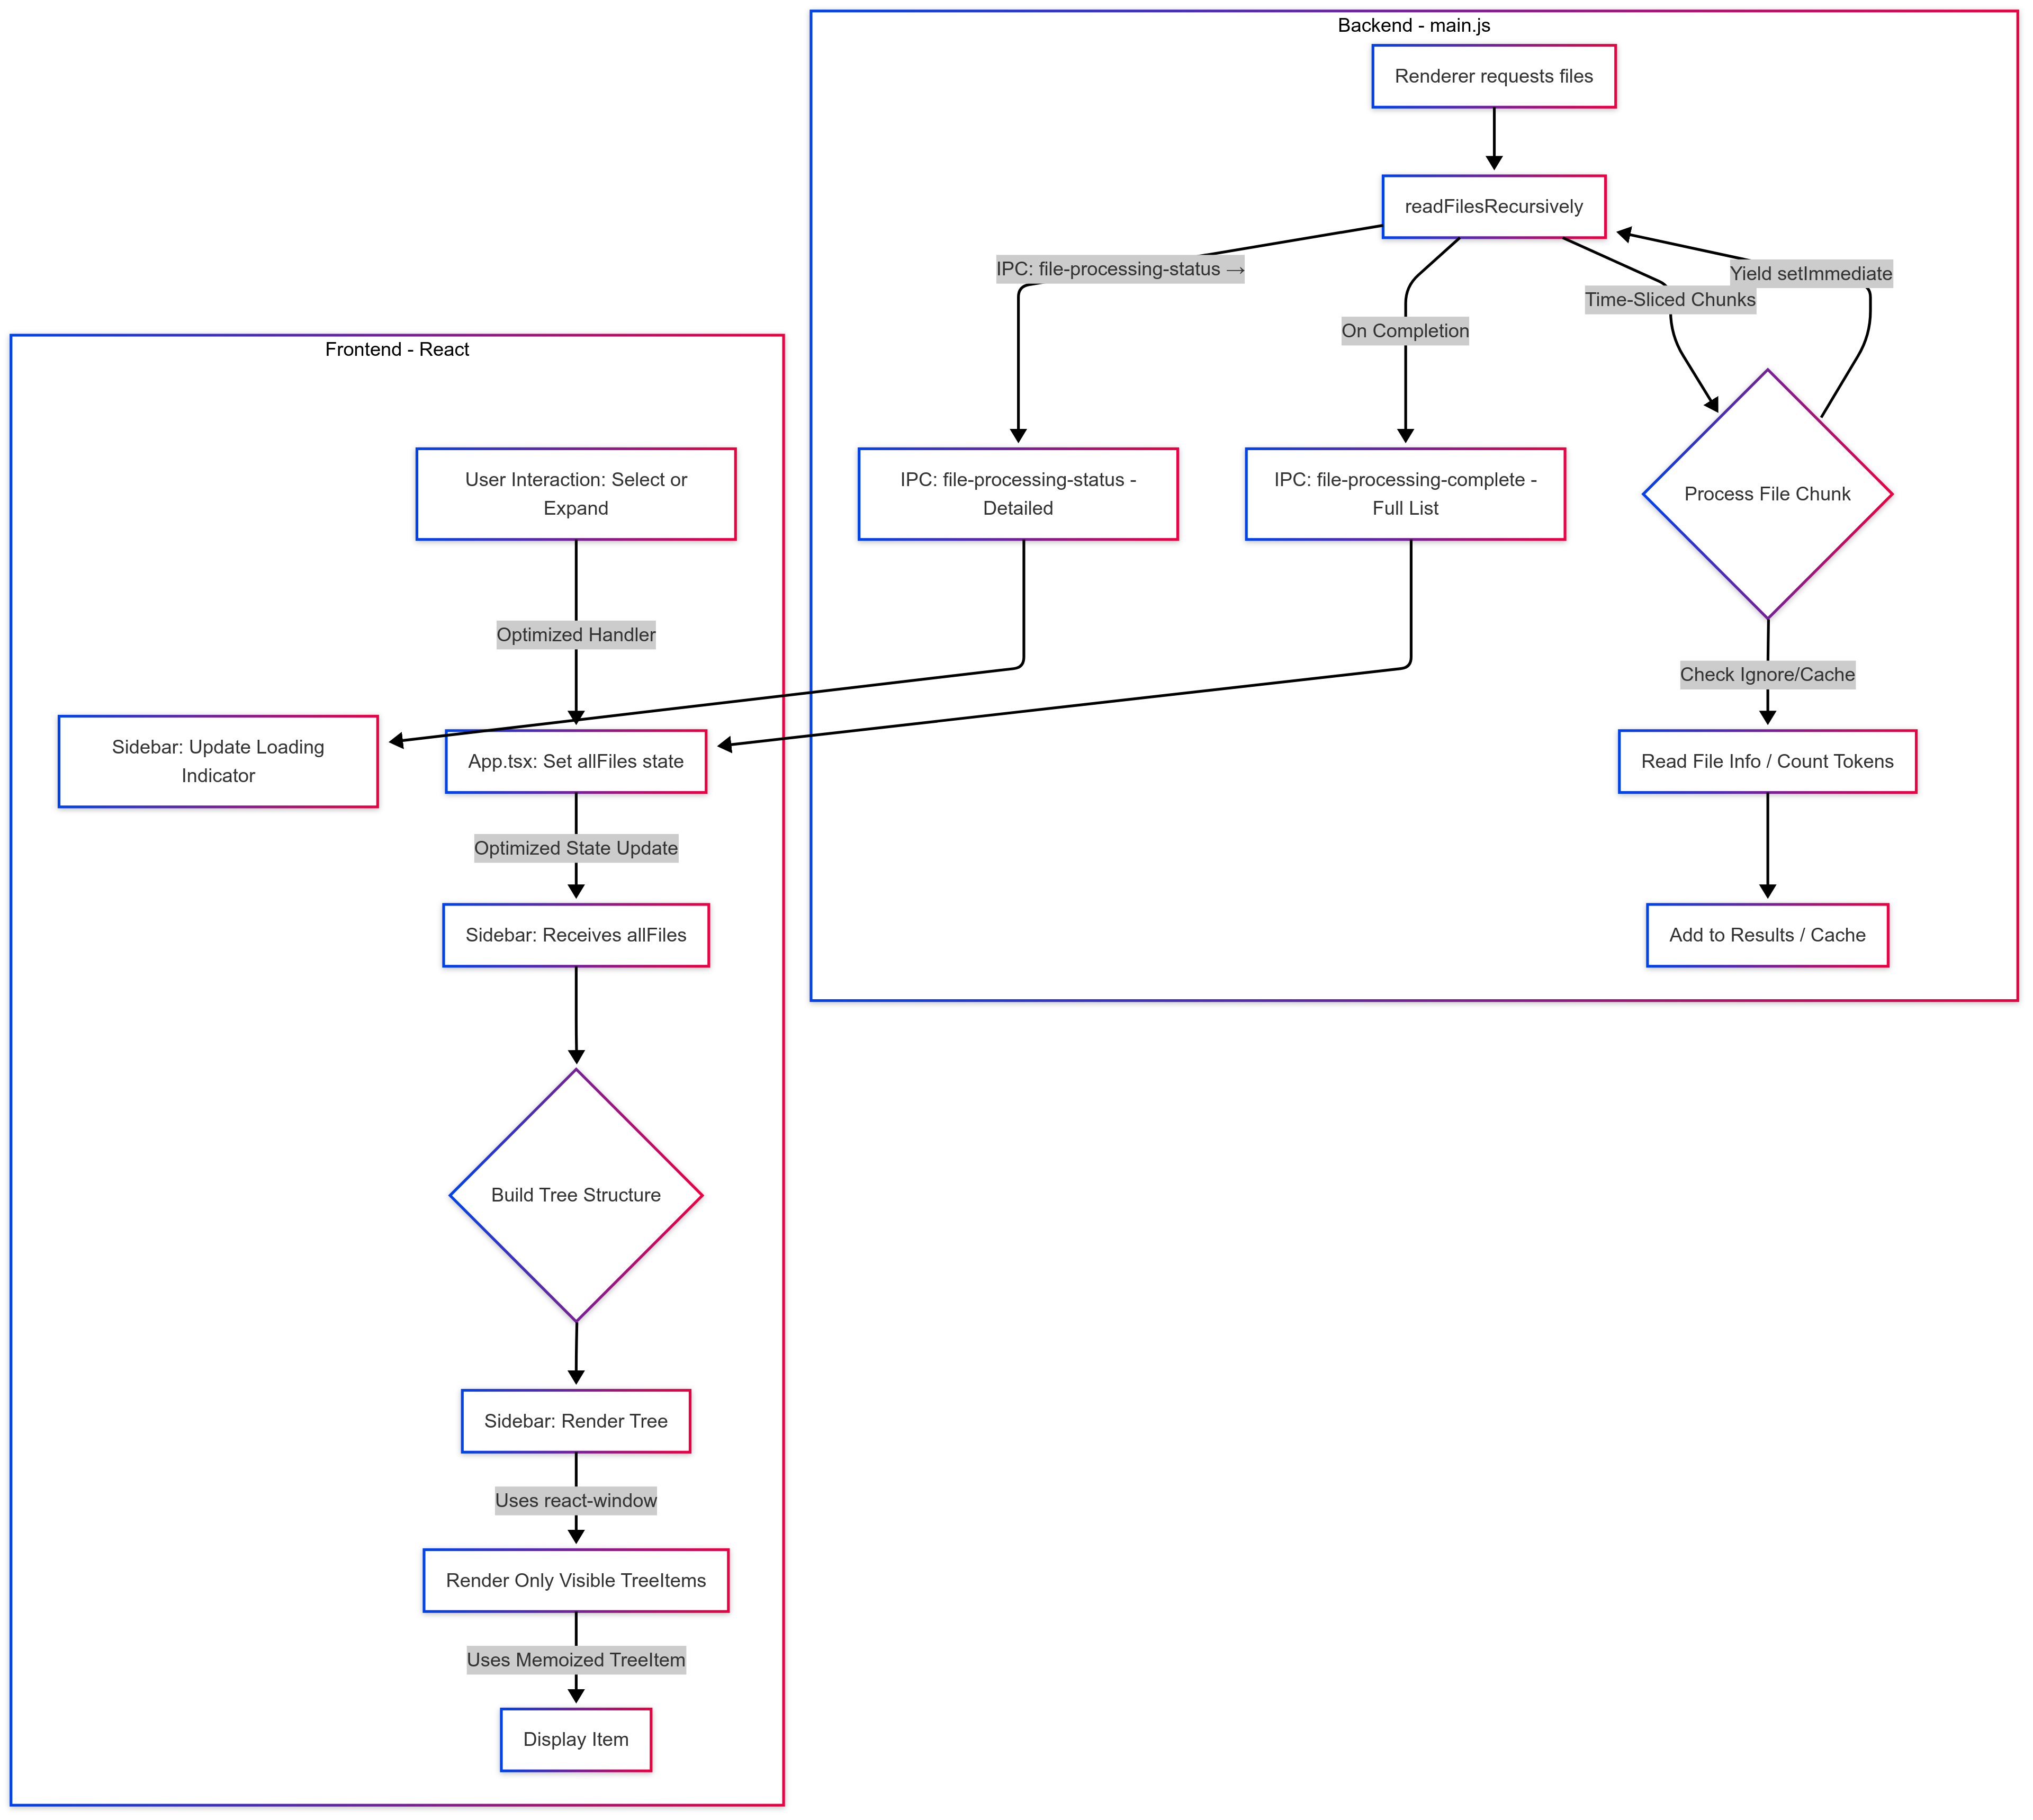 Backend - main.js
Renderer requests files
readFilesRecursively
IPC: file-processing-status →
Yield setImmediate
Time-Sliced Chunks
On Completion
IPC: file-processing-status -
Detailed
IPC: file-processing-complete -
Full List
Process File Chunk
Check Ignore/Cache
Read File Info / Count Tokens
Add to Results / Cache
Frontend - React
User Interaction: Select or
Expand
Optimized Handler
Sidebar: Update Loading
Indicator
App.tsx: Set allFiles state
Optimized State Update
Sidebar: Receives allFiles
Build Tree Structure
Sidebar: Render Tree
Uses react-window
Render Only Visible TreeItems
Uses Memoized TreeItem
Display Item